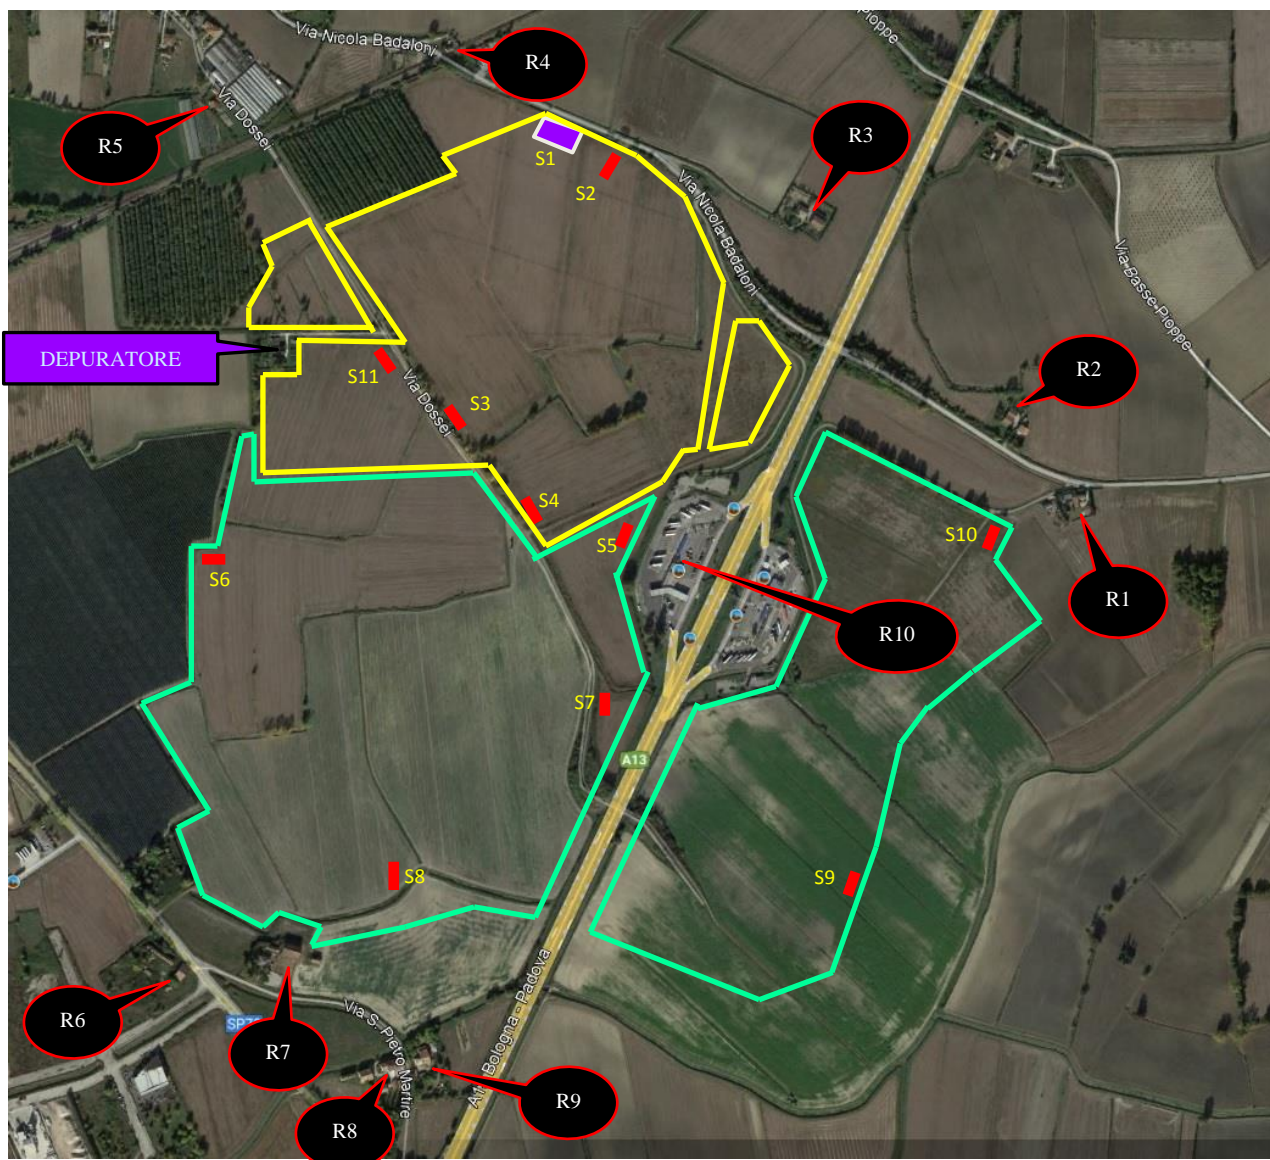 Via Nicola Badaloni
Pioppe
R4
R5
Via Dossei
R3
S1
S2
Via Nicola Badaloni
Via Basse-Pioppe
DEPURATORE
S11
Via Dossei
S3
R2
S4
S5
S10
S6
R1
R10
S7
A13
S8
S9
R6
SP70
R7
Via S. Pietro Martire
A13 Bologna - Padova
R8
R9